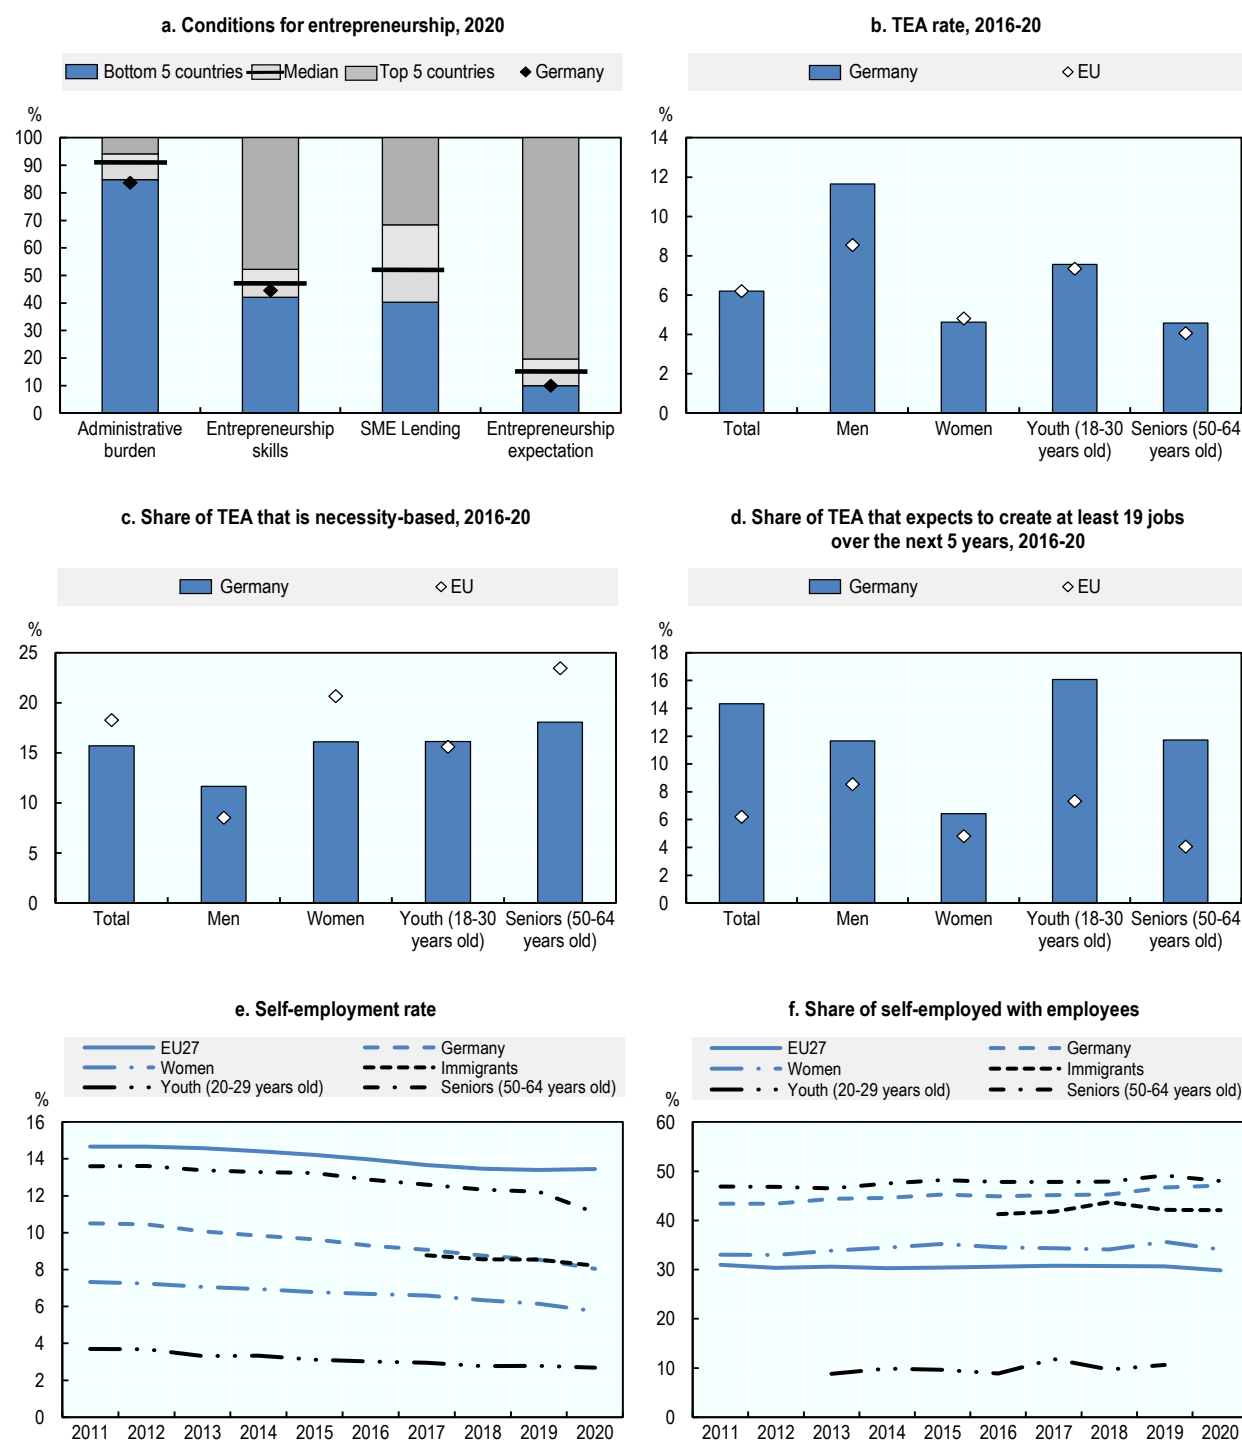 a. Conditions for entrepreneurship, 2020
Bottom 5 countries Median Top 5 countries Germany
%
100
90
80
70
60
50
40
30
20
10
0
Administrative burden
Entrepreneurship skills
SME Lending
Entrepreneurship expectation
b. TEA rate, 2016-20
Germany EU
%
14
12
10
8
6
4
2
0
Total
Men
Women
Youth (18-30 years old)
Seniors (50-64 years old)
c. Share of TEA that is necessity-based, 2016-20
Germany EU
%
25
20
15
10
5
0
Total
Men
Women
Youth (18-30 years old)
Seniors (50-64 years old)
d. Share of TEA that expects to create at least 19 jobs
over the next 5 years, 2016-20
Germany EU
%
18
16
14
12
10
8
6
4
2
0
Total
Men
Women
Youth (18-30 years old)
Seniors (50-64 years old)
e. Self-employment rate
EU27 Germany
Women Immigrants
Youth (20-29 years old) Seniors (50-64 years old)
%
16
14
12
10
8
6
4
2
0
2011 2012 2013 2014 2015 2016 2017 2018 2019 2020
f. Share of self-employed with employees
EU27 Germany
Women Immigrants
Youth (20-29 years old) Seniors (50-64 years old)
%
60
50
40
30
20
10
0
2011 2012 2013 2014 2015 2016 2017 2018 2019 2020